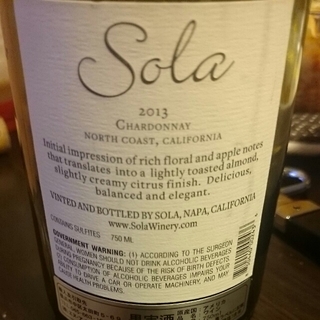 Sola
2013
CHARDONNAY
NORTH COAST, CALIFORNIA
Initial impression of rich floral and apple notes
that translates into a lightly toasted almond,
slightly creamy citrus finish. Delicious,
balanced and elegant.
VINTED AND BOTTLED BY SOLA, NAPA, CALIFORNIA
www.SolaWinery.com
CONTAINS SULFITES 750 ML
GOVERNMENT WARNING: (1) ACCORDING TO THE SURGEON
GENERAL, WOMEN SHOULD NOT DRINK ALCOHOLIC BEVERAGES
DURING PREGNANCY BECAUSE OF THE RISK OF BIRTH DEFECTS.
(2) CONSUMPTION OF ALCOHOLIC BEVERAGES IMPAIRS YOUR
ABILITY TO DRIVE A CAR OR OPERATE MACHINERY, AND MAY
CAUSE HEALTH PROBLEMS.
果実酒